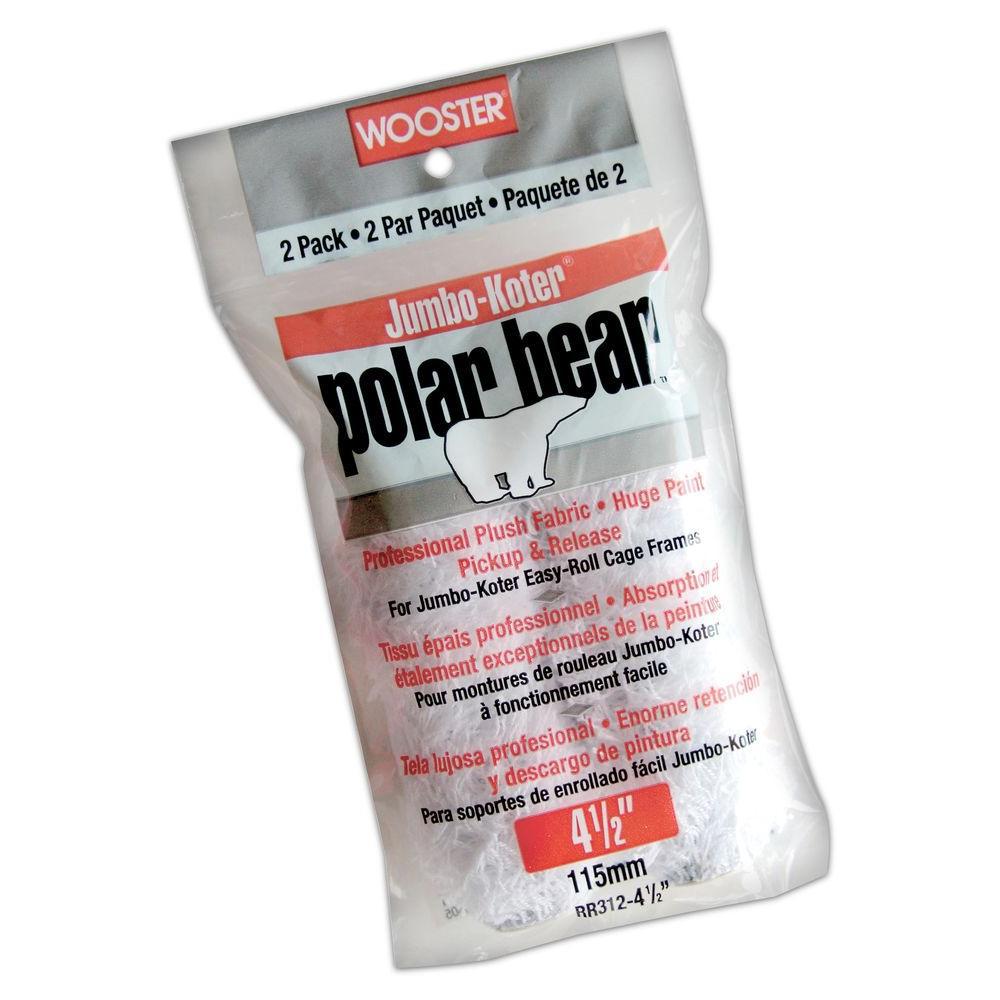 WOOSTER
2 Pack • 2 Par Paquet • Paquete de 2
Jumbo-Koter®
polar bear™
Professional Plush Fabric • Huge Paint
Pickup & Release
For Jumbo-Koter Easy-Roll Cage Frames
Tissu épais professionnel • Absorption et
étalement exceptionnels de la peinture
Pour montures de rouleau Jumbo-Koter
à fonctionnement facile
Tela lujosa profesional • Enorme retención
y descargo de pintura
Para soportes de enrollado fácil Jumbo-Koter
4½"
115mm
RR312-4½"